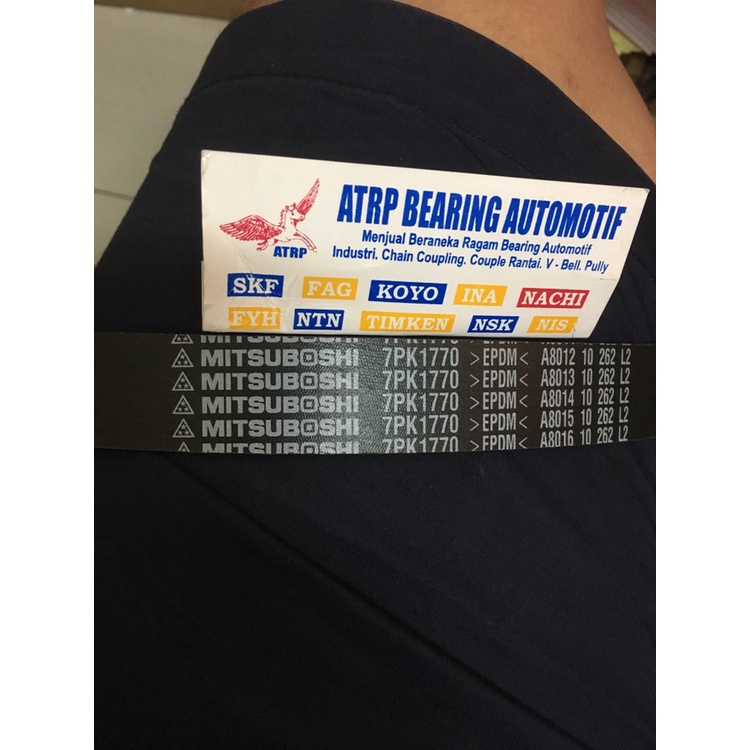 ATRP BEARING AUTOMOTIF
ATRP
Menjual Beraneka Ragam Bearing Automotif
Industri. Chain Coupling. Couple Rantai. V - Bell. Pully
SKF FAG KOYO INA NACHI
FYH NTN TIMKEN NSK NIS
MITSUBOSHI 7PK1770 >EPDM<
MITSUBOSHI 7PK1770 >EPDM< A8012 10 262 L2
MITSUBOSHI 7PK1770 >EPDM< A8013 10 262 L2
MITSUBOSHI 7PK1770 >EPDM< A8014 10 262 L2
MITSUBOSHI 7PK1770 >EPDM< A8015 10 262 L2
MITSUBOSHI 7PK1770 >EPDM< A8016 10 262 L2